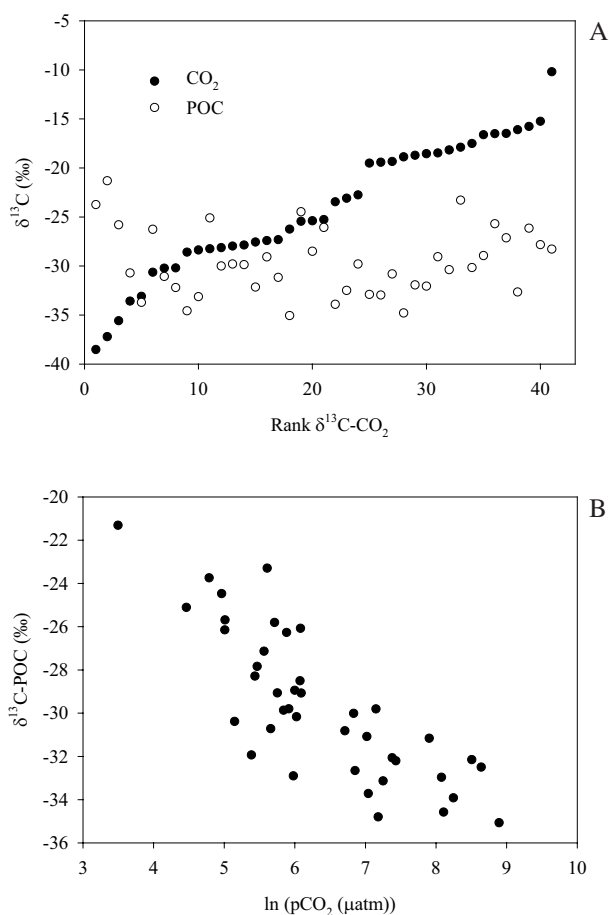 A
-5
-10
-15
-20
-25
-30
-35
-40
δ¹³C (‰)
CO₂
POC
0 10 20 30 40
Rank δ¹³C-CO₂
B
-20
-22
-24
-26
-28
-30
-32
-34
-36
δ¹³C-POC (‰)
3 4 5 6 7 8 9 10
ln (pCO₂ (μatm))